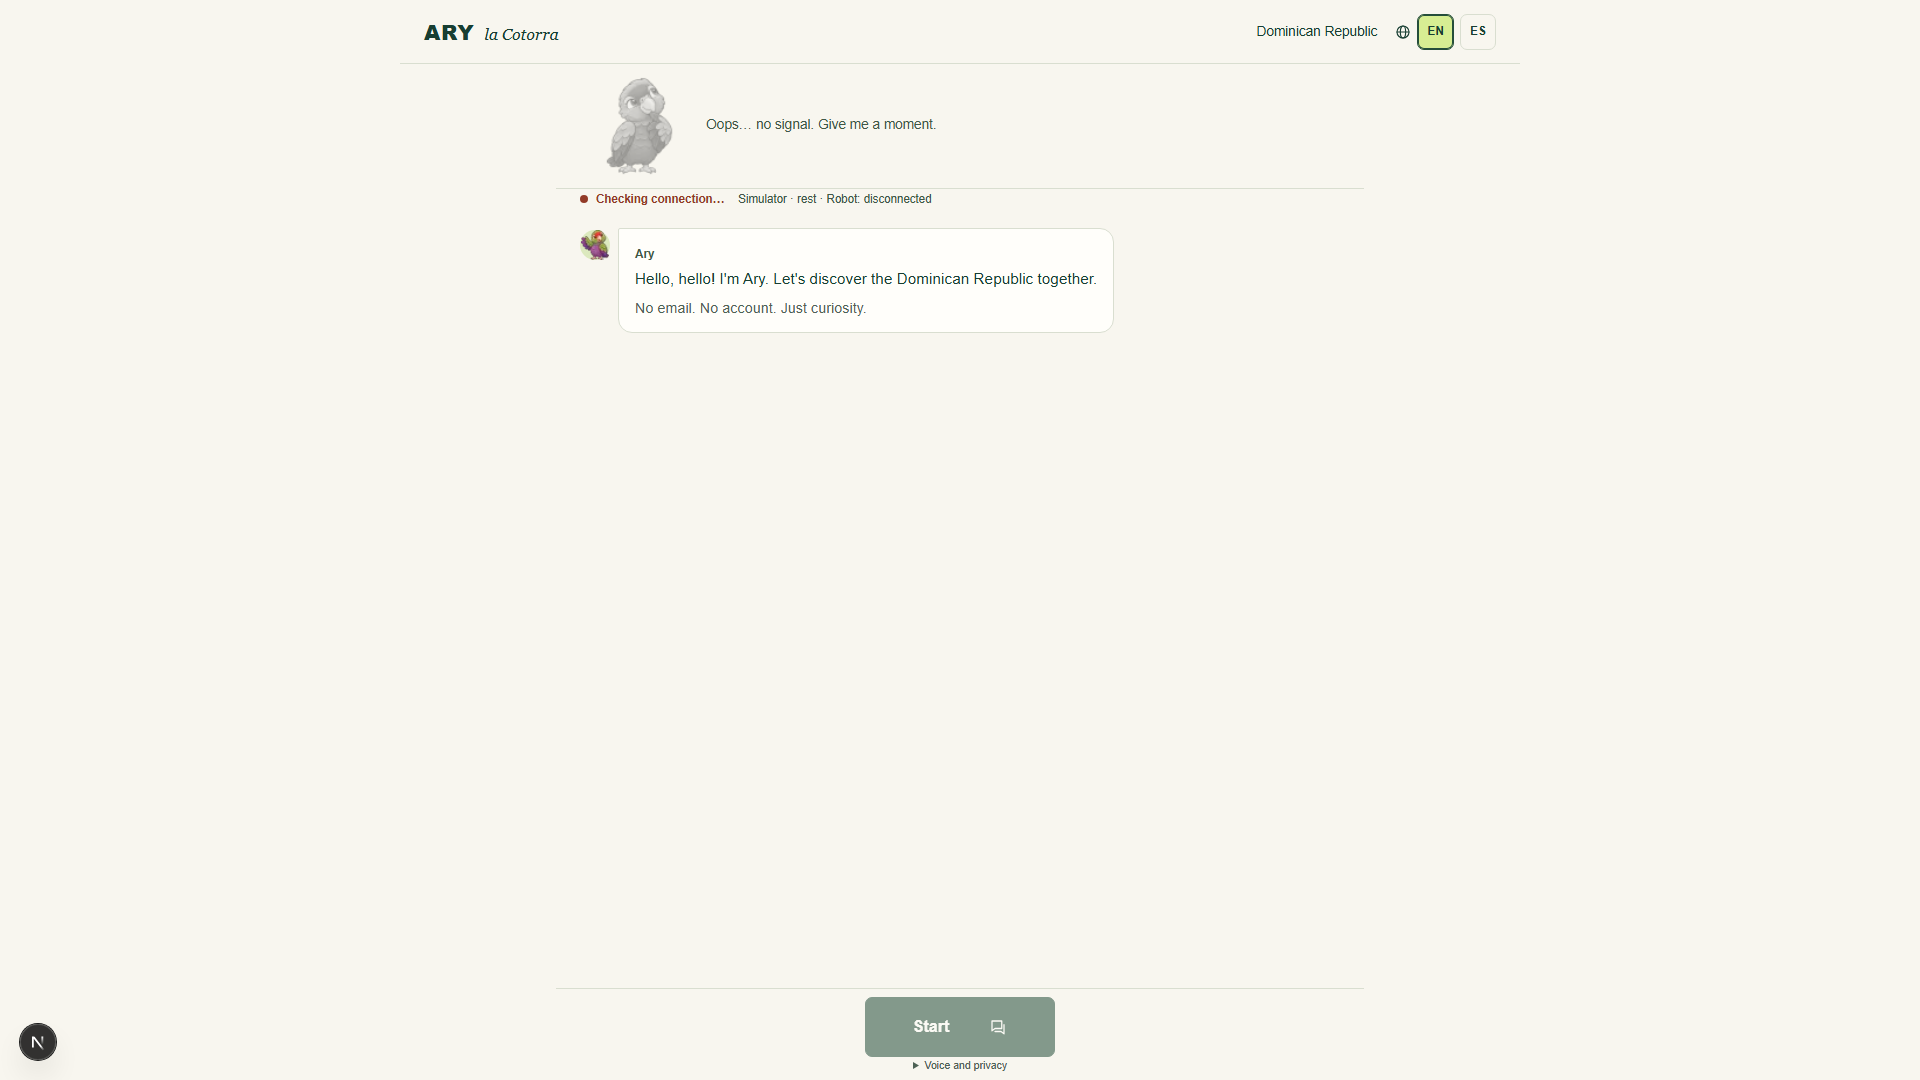 ARY la Cotorra
Dominican Republic EN ES
Oops... no signal. Give me a moment.
Checking connection... Simulator · rest · Robot: disconnected
Ary
Hello, hello! I'm Ary. Let's discover the Dominican Republic together.
No email. No account. Just curiosity.
Start
Voice and privacy
N